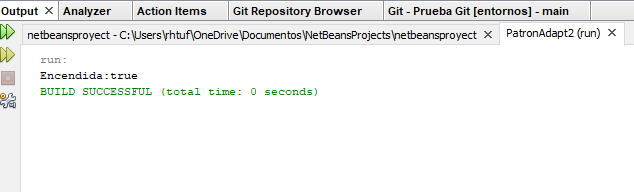 Output Analyzer Action Items Git Repository Browser Git - Prueba Git [entornos] - main
netbeansproyect - C:\Users\rhtuf\OneDrive\Documentos\NetBeansProjects\netbeansproyect PatronAdapt2 (run)
run:
Encendida:true
BUILD SUCCESSFUL (total time: 0 seconds)